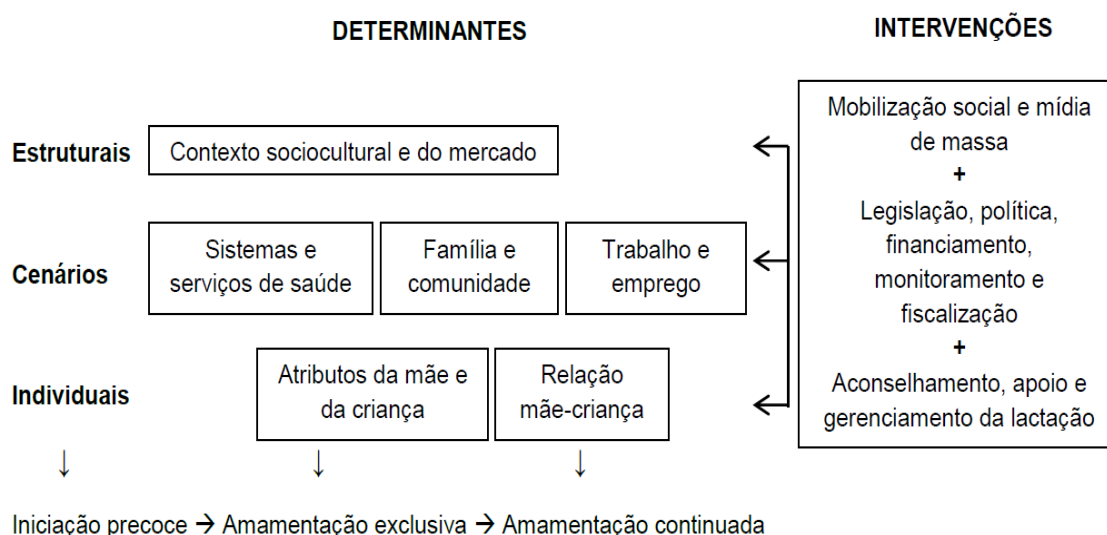 DETERMINANTES
INTERVENÇÕES
Estruturais
Contexto sociocultural e do mercado
Cenários
Sistemas e
serviços de saúde
Família e
comunidade
Trabalho e
emprego
Individuais
Atributos da mãe e
da criança
Relação
mãe-criança
Mobilização social e mídia
de massa
+
Legislação, política,
financiamento,
monitoramento e
fiscalização
+
Aconselhamento, apoio e
gerenciamento da lactação
↓ ↓ ↓
Iniciação precoce → Amamentação exclusiva → Amamentação continuada